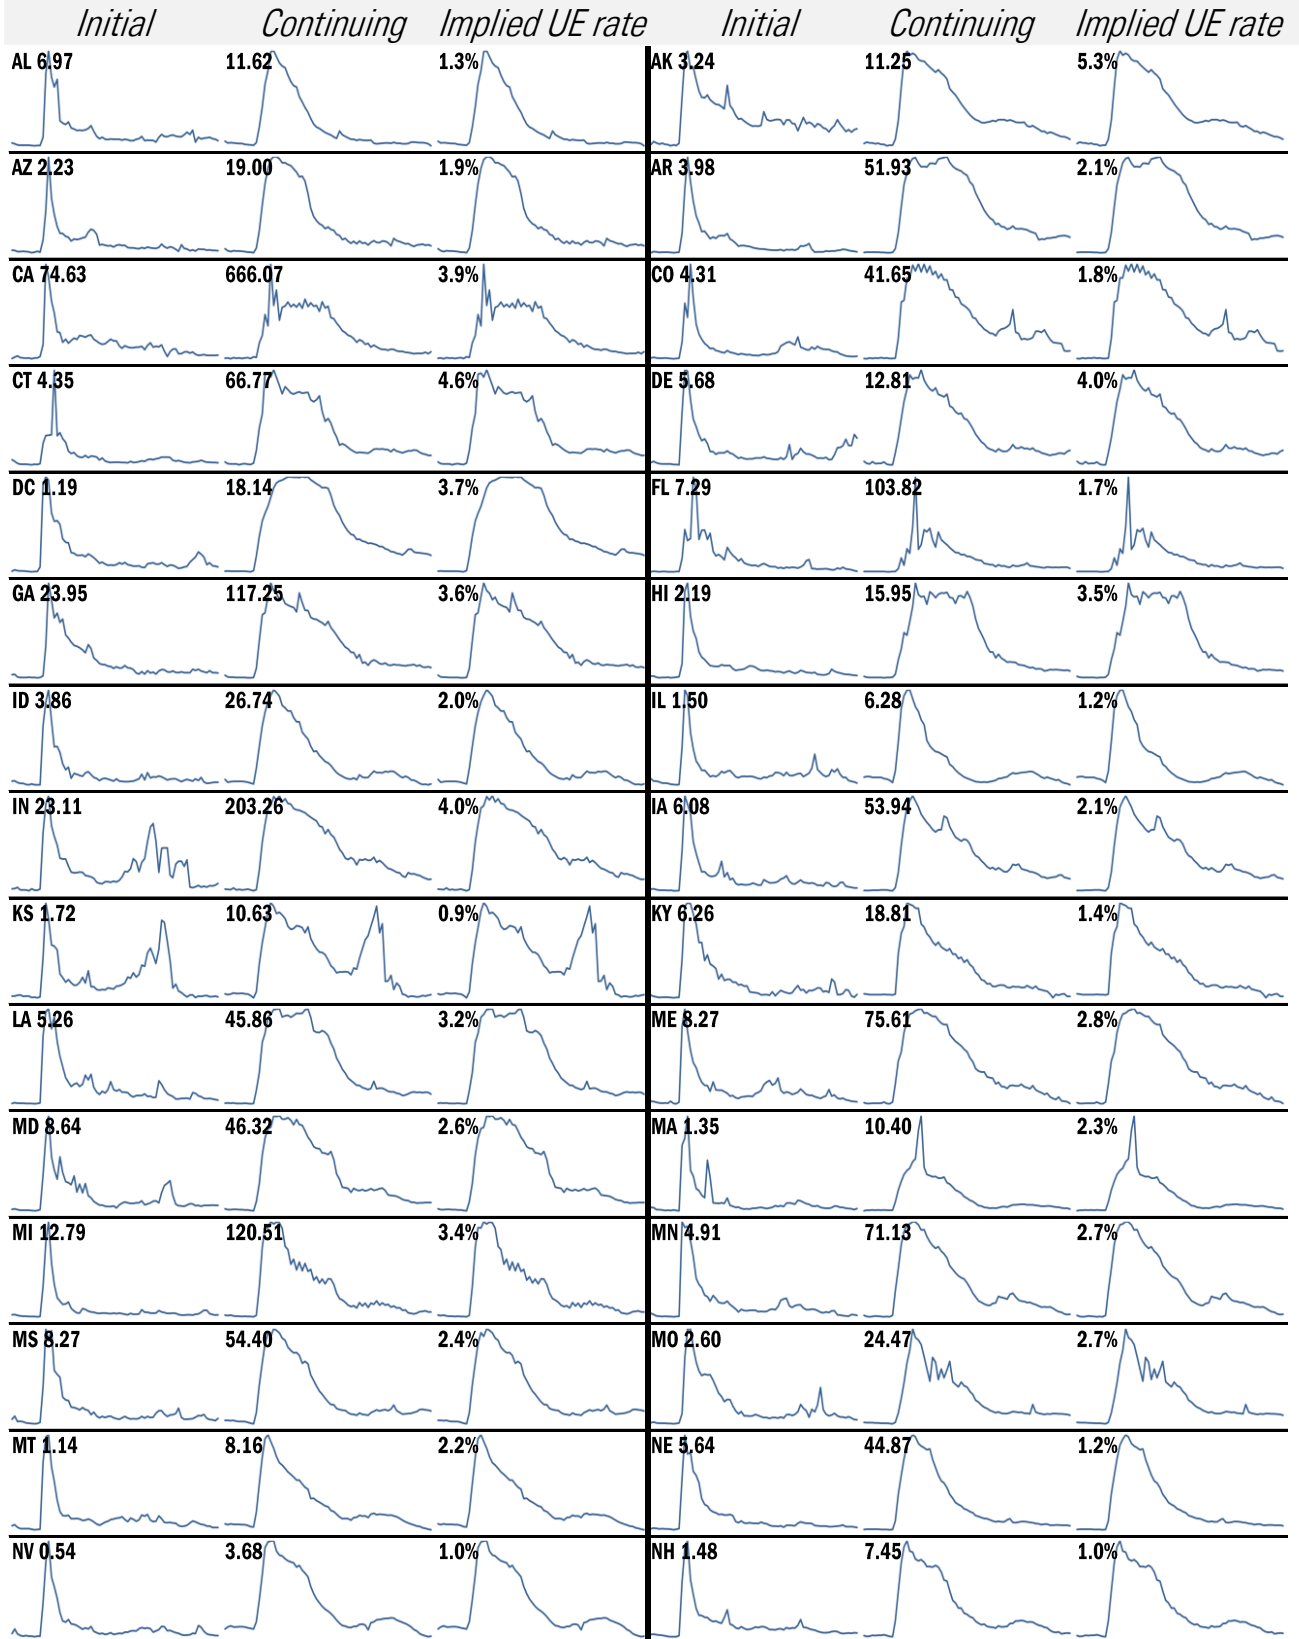 Initial Continuing Implied UE rate Initial Continuing Implied UE rate
AL 6.97 11.62 1.3% AK 3.24 11.25 5.3%
AZ 2.23 19.00 1.9% AR 3.98 51.93 2.1%
CA 74.63 666.07 3.9% CO 4.31 41.65 1.8%
CT 4.35 66.77 4.6% DE 5.68 12.81 4.0%
DC 1.19 18.14 3.7% FL 7.29 103.82 1.7%
GA 23.95 117.25 3.6% HI 2.19 15.95 3.5%
ID 3.86 26.74 2.0% IL 1.50 6.28 1.2%
IN 23.11 203.26 4.0% IA 6.08 53.94 2.1%
KS 1.72 10.63 0.9% KY 6.26 18.81 1.4%
LA 5.26 45.86 3.2% ME 8.27 75.61 2.8%
MD 8.64 46.32 2.6% MA 1.35 10.40 2.3%
MI 12.79 120.51 3.4% MN 4.91 71.13 2.7%
MS 8.27 54.40 2.4% MO 2.60 24.47 2.7%
MT 1.14 8.16 2.2% NE 5.64 44.87 1.2%
NV 0.54 3.68 1.0% NH 1.48 7.45 1.0%